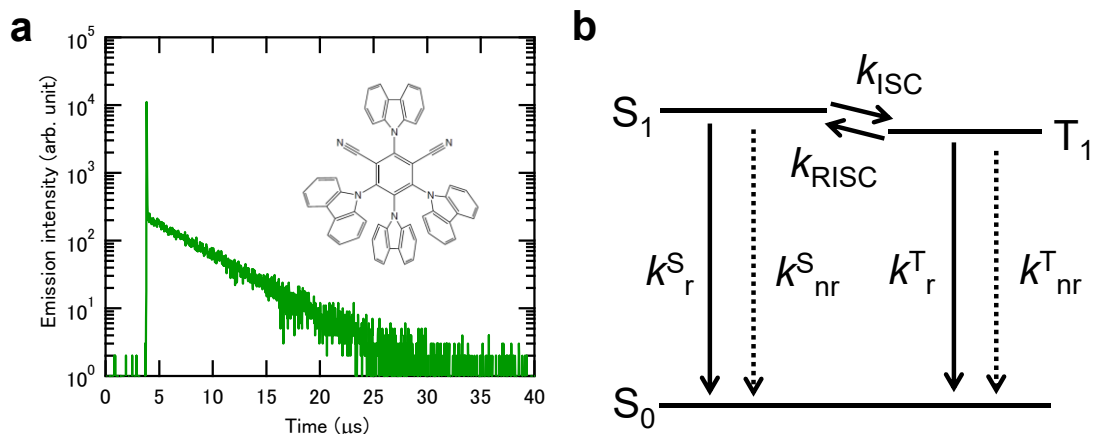 a
Emission intensity (arb. unit)
10^5
10^4
10^3
10^2
10^1
10^0
0 5 10 15 20 25 30 35 40
Time (μs)
N
N
N
N
N
N
b
S_1
T_1
S_0
k_ISC
k_RISC
k^S_r
k^S_nr
k^T_r
k^T_nr